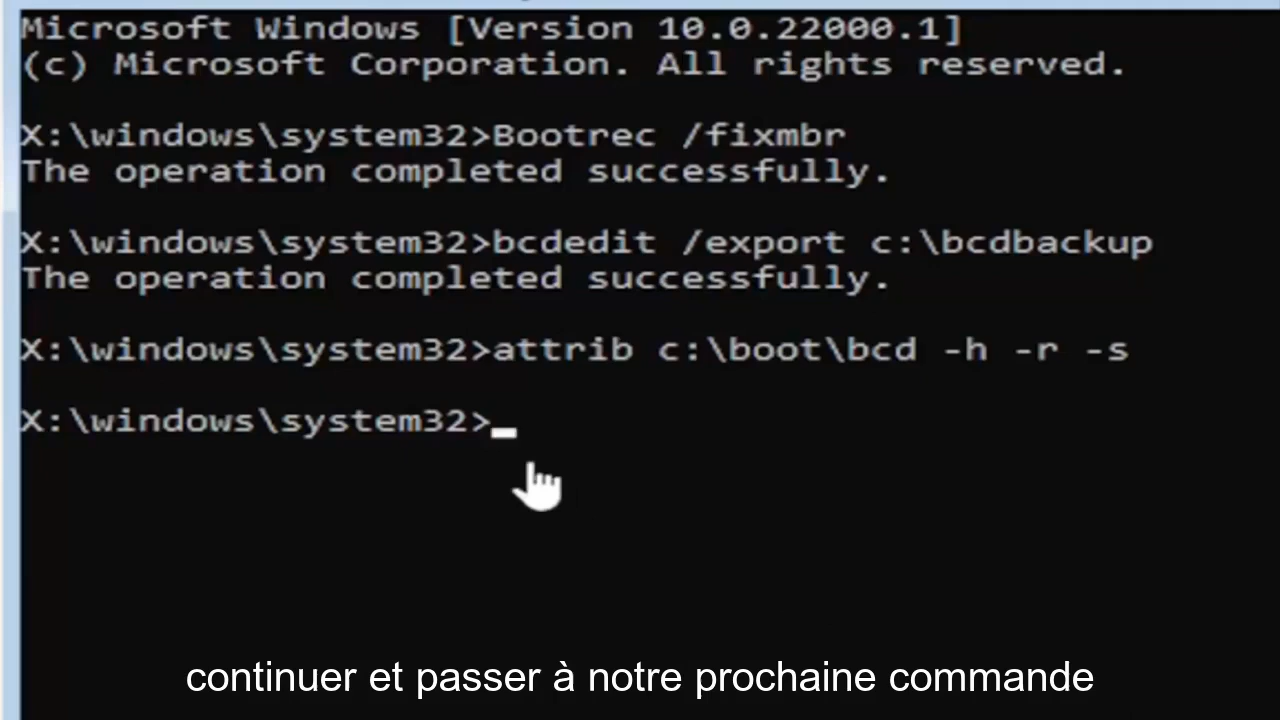 Microsoft Windows [Version 10.0.22000.1]
(c) Microsoft Corporation. All rights reserved.
X:\windows\system32>Bootrec /fixmbr
The operation completed successfully.
X:\windows\system32>bcdedit /export c:\bcdbackup
The operation completed successfully.
X:\windows\system32>attrib c:\boot\bcd -h -r -s
X:\windows\system32>_
continuer et passer à notre prochaine commande